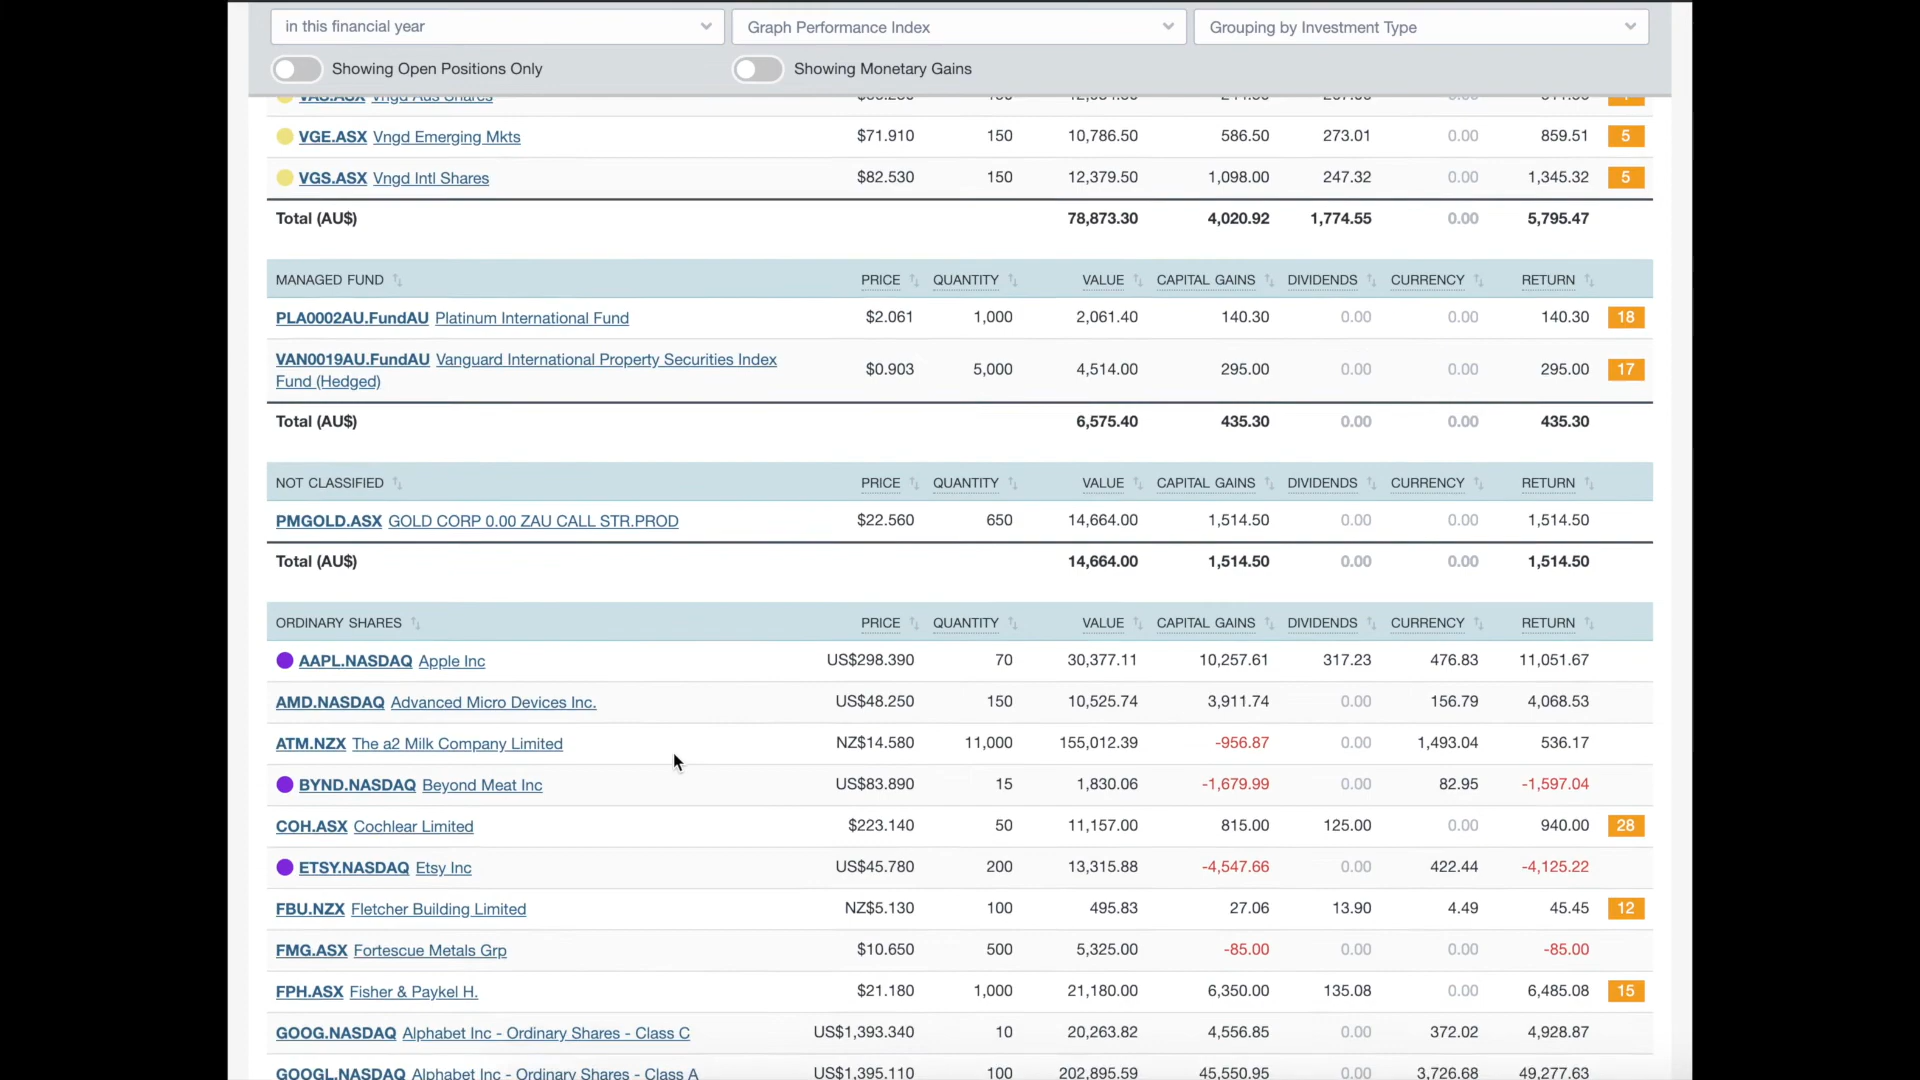 in this financial year Graph Performance Index Grouping by Investment Type
Showing Open Positions Only Showing Monetary Gains
VAS.ASX Vngd Aus Shares
VGE.ASX Vngd Emerging Mkts $71.910 150 10,786.50 586.50 273.01 0.00 859.51 5
VGS.ASX Vngd Intl Shares $82.530 150 12,379.50 1,098.00 247.32 0.00 1,345.32 5
Total (AU$) 78,873.30 4,020.92 1,774.55 0.00 5,795.47
MANAGED FUND PRICE QUANTITY VALUE CAPITAL GAINS DIVIDENDS CURRENCY RETURN
PLA0002AU.FundAU Platinum International Fund $2.061 1,000 2,061.40 140.30 0.00 0.00 140.30 18
VAN0019AU.FundAU Vanguard International Property Securities Index
Fund (Hedged) $0.903 5,000 4,514.00 295.00 0.00 0.00 295.00 17
Total (AU$) 6,575.40 435.30 0.00 0.00 435.30
NOT CLASSIFIED PRICE QUANTITY VALUE CAPITAL GAINS DIVIDENDS CURRENCY RETURN
PMGOLD.ASX GOLD CORP 0.00 ZAU CALL STR.PROD $22.560 650 14,664.00 1,514.50 0.00 0.00 1,514.50
Total (AU$) 14,664.00 1,514.50 0.00 0.00 1,514.50
ORDINARY SHARES PRICE QUANTITY VALUE CAPITAL GAINS DIVIDENDS CURRENCY RETURN
AAPL.NASDAQ Apple Inc US$298.390 70 30,377.11 10,257.61 317.23 476.83 11,051.67
AMD.NASDAQ Advanced Micro Devices Inc. US$48.250 150 10,525.74 3,911.74 0.00 156.79 4,068.53
ATM.NZX The a2 Milk Company Limited NZ$14.580 11,000 155,012.39 -956.87 0.00 1,493.04 536.17
BYND.NASDAQ Beyond Meat Inc US$83.890 15 1,830.06 -1,679.99 0.00 82.95 -1,597.04
COH.ASX Cochlear Limited $223.140 50 11,157.00 815.00 125.00 0.00 940.00 28
ETSY.NASDAQ Etsy Inc US$45.780 200 13,315.88 -4,547.66 0.00 422.44 -4,125.22
FBU.NZX Fletcher Building Limited NZ$5.130 100 495.83 27.06 13.90 4.49 45.45 12
FMG.ASX Fortescue Metals Grp $10.650 500 5,325.00 -85.00 0.00 0.00 -85.00
FPH.ASX Fisher & Paykel H. $21.180 1,000 21,180.00 6,350.00 135.08 0.00 6,485.08 15
GOOG.NASDAQ Alphabet Inc - Ordinary Shares - Class C US$1,393.340 10 20,263.82 4,556.85 0.00 372.02 4,928.87
GOOGL.NASDAQ Alphabet Inc - Ordinary Shares - Class A US$1,395.110 100 202,895.59 45,550.95 0.00 3,726.68 49,277.63